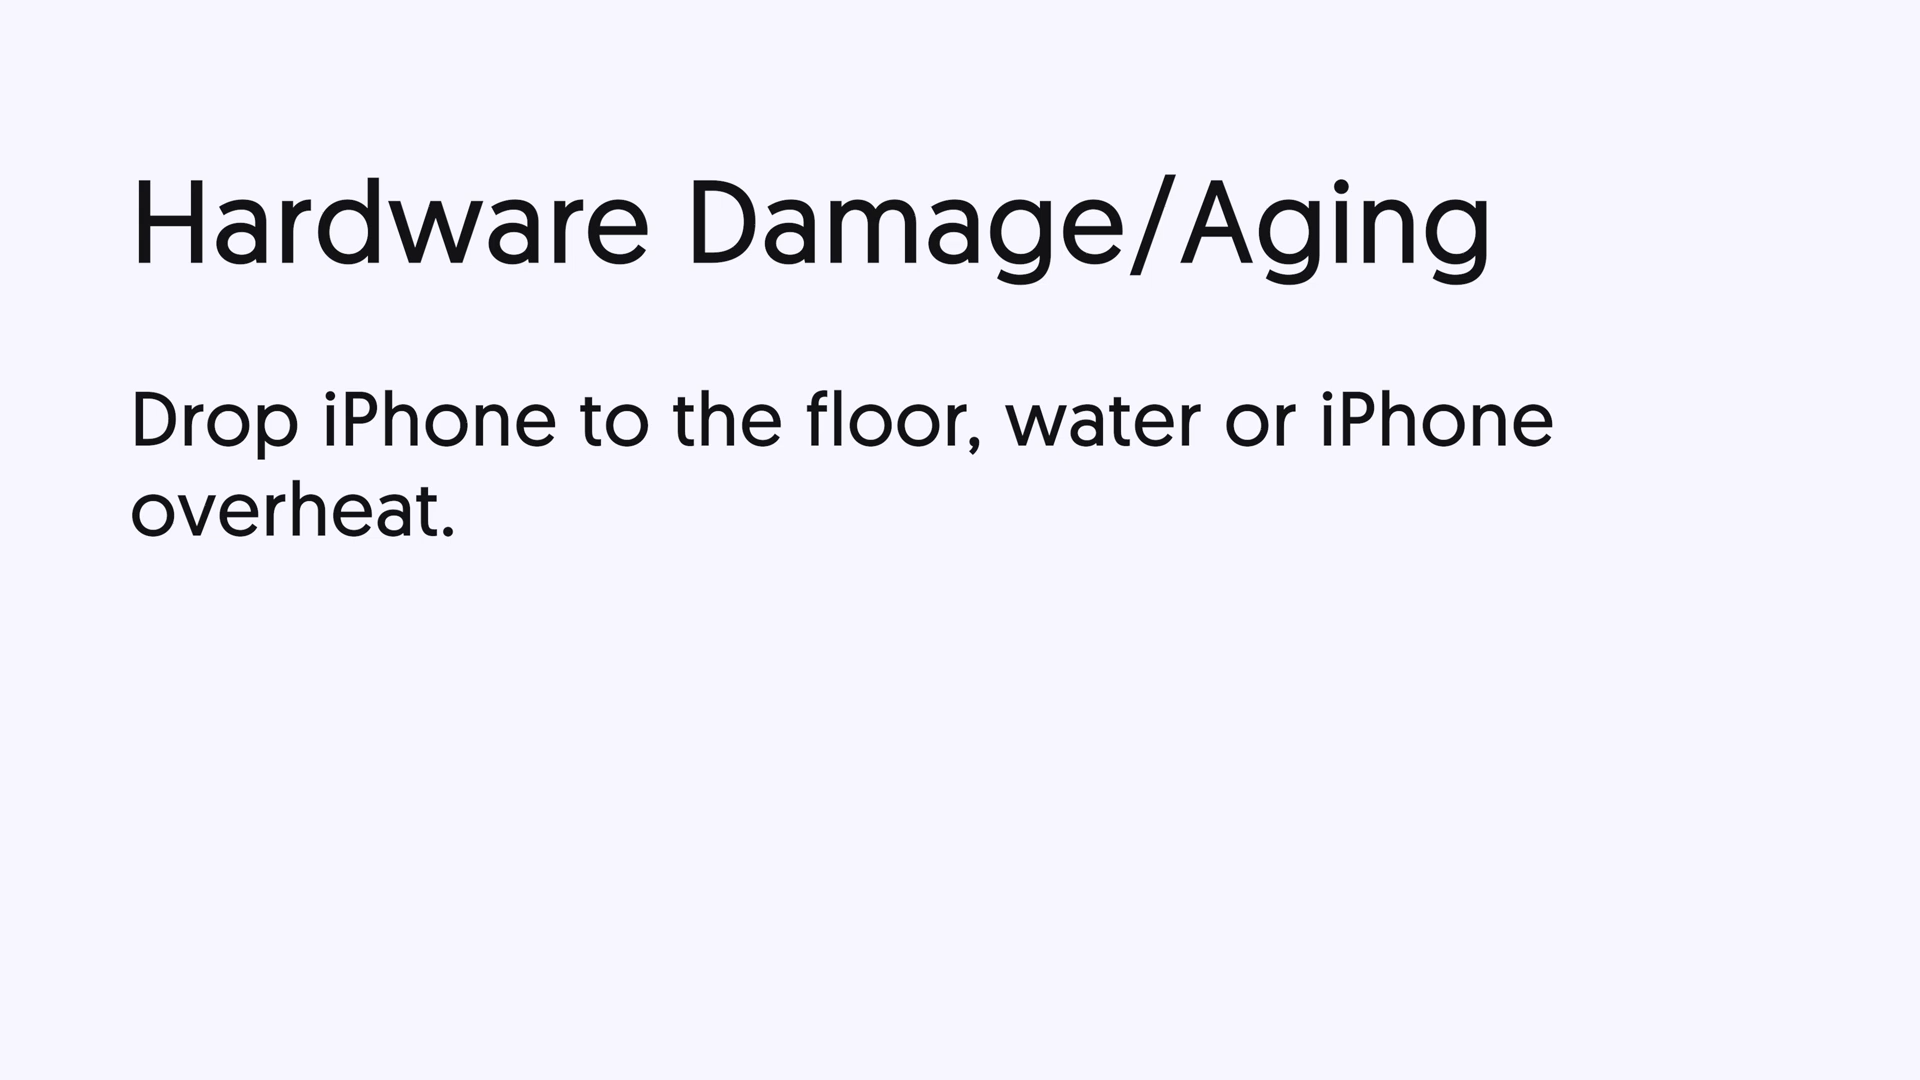 Hardware Damage/Aging
Drop iPhone to the floor, water or iPhone
overheat.